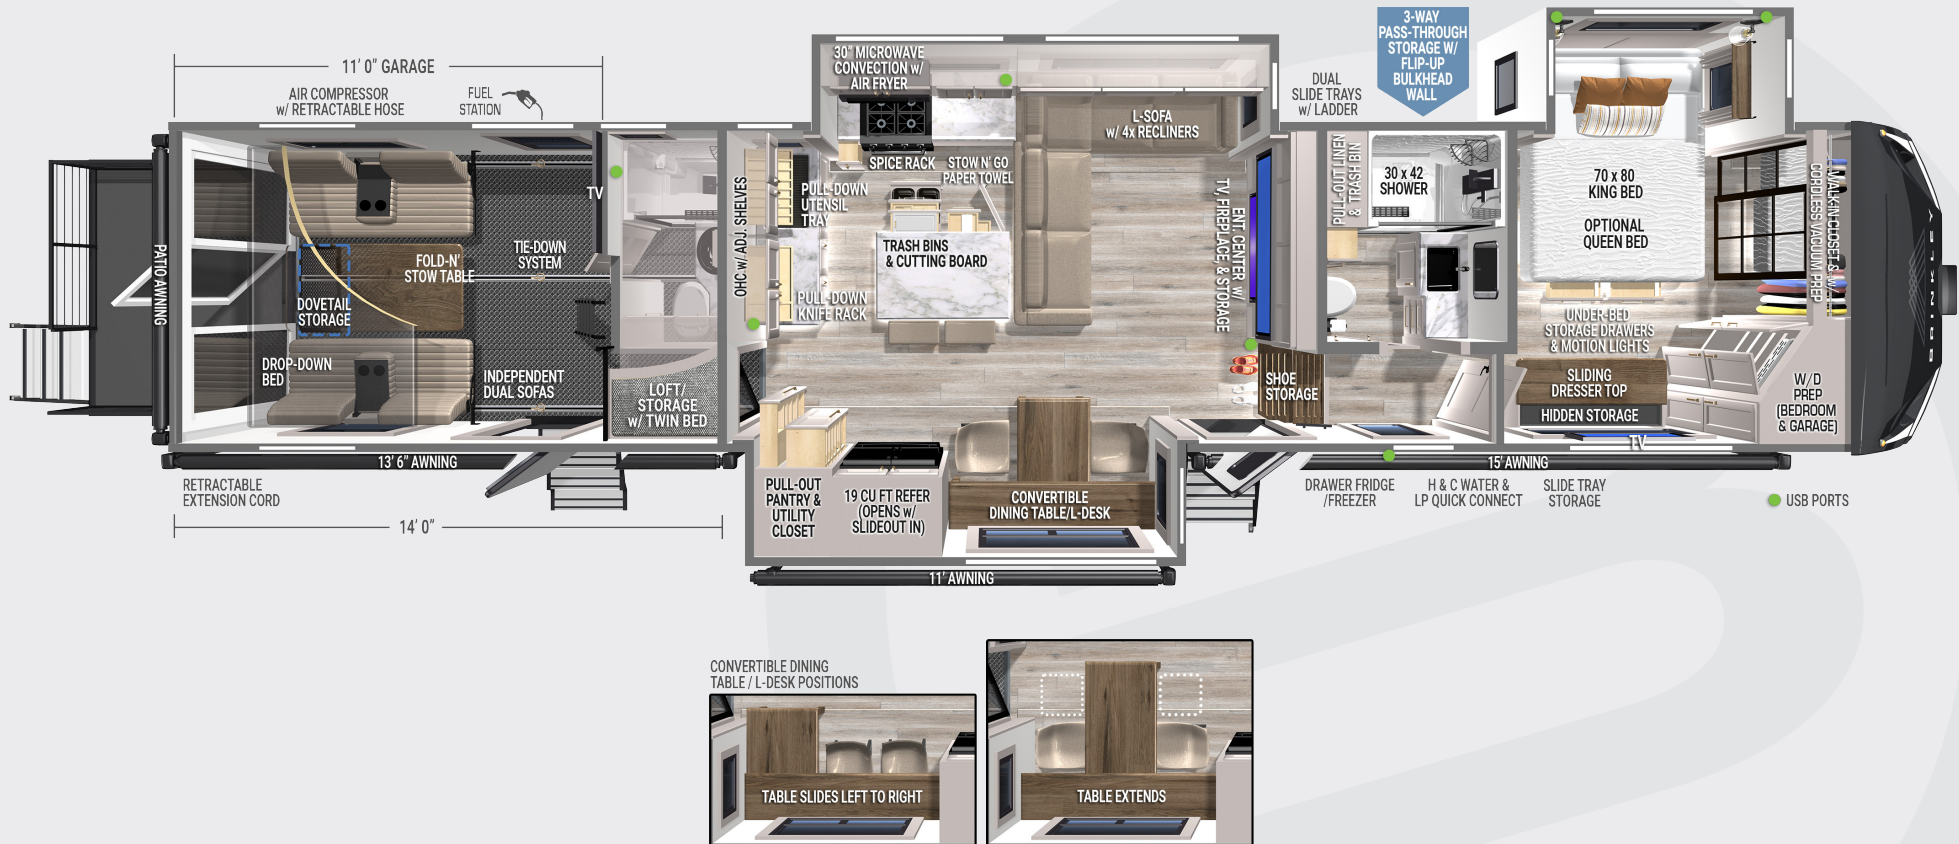 3-WAY
PASS-THROUGH
STORAGE W/
FLIP-UP
BULKHEAD
WALL
11' 0" GARAGE
AIR COMPRESSOR
w/ RETRACTABLE HOSE
FUEL
STATION
30" MICROWAVE
CONVECTION w/
AIR FRYER
DUAL
SLIDE TRAYS
w/ LADDER
L-SOFA
w/ 4x RECLINERS
SPICE RACK
STOW N' GO
PAPER TOWEL
TV
PULL-DOWN
UTENSIL
TRAY
OHC w/ ADJ. SHELVES
PULL-OUT LINEN
& TRASH BIN
30 x 42
SHOWER
70 x 80
KING BED
OPTIONAL
QUEEN BED
WALK-IN CLOSET & w/
CORDLESS VACUUM PREP
BRINKLEY
PATIO AWNING
TIE-DOWN
SYSTEM
FOLD-N'
STOW TABLE
DOVETAIL
STORAGE
TRASH BINS
& CUTTING BOARD
PULL-DOWN
KNIFE RACK
ENT. CENTER w/
TV, FIREPLACE, & STORAGE
UNDER-BED
STORAGE DRAWERS
& MOTION LIGHTS
DROP-DOWN
BED
INDEPENDENT
DUAL SOFAS
LOFT/
STORAGE
w/ TWIN BED
SHOE
STORAGE
SLIDING
DRESSER TOP
HIDDEN STORAGE
TV
W/D
PREP
(BEDROOM
& GARAGE)
13' 6" AWNING
15' AWNING
RETRACTABLE
EXTENSION CORD
PULL-OUT
PANTRY &
UTILITY
CLOSET
19 CU FT REFER
(OPENS w/
SLIDEOUT IN)
CONVERTIBLE
DINING TABLE/L-DESK
DRAWER FRIDGE
/FREEZER
H & C WATER &
LP QUICK CONNECT
SLIDE TRAY
STORAGE
USB PORTS
14' 0"
11' AWNING
CONVERTIBLE DINING
TABLE / L-DESK POSITIONS
TABLE SLIDES LEFT TO RIGHT
TABLE EXTENDS